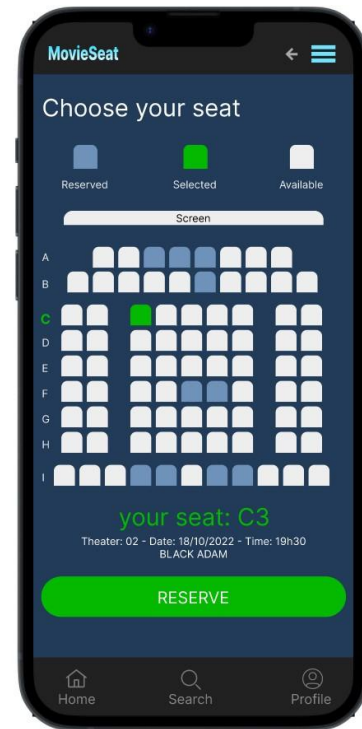 MovieSeat
Choose your seat
Reserved Selected Available
Screen
A
B
C
D
E
F
G
H
I
your seat: C3
Theater: 02 - Date: 18/10/2022 - Time: 19h30
BLACK ADAM
RESERVE
Home Search Profile